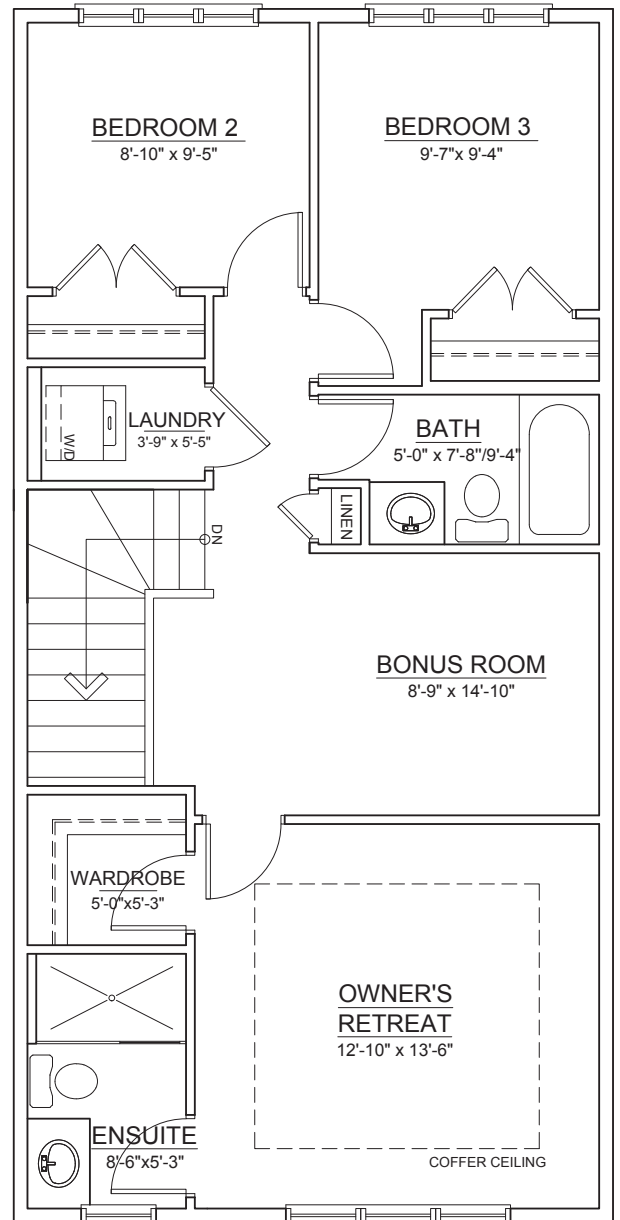 BEDROOM 2
8'-10" x 9'-5"
BEDROOM 3
9'-7"x 9'-4"
LAUNDRY
3'-9" x 5'-5"
W/D
BATH
5'-0" x 7'-8"/9'-4"
LINEN
DN
BONUS ROOM
8'-9" x 14'-10"
WARDROBE
5'-0"x5'-3"
OWNER'S
RETREAT
12'-10" x 13'-6"
ENSUITE
8'-6"x5'-3"
COFFER CEILING